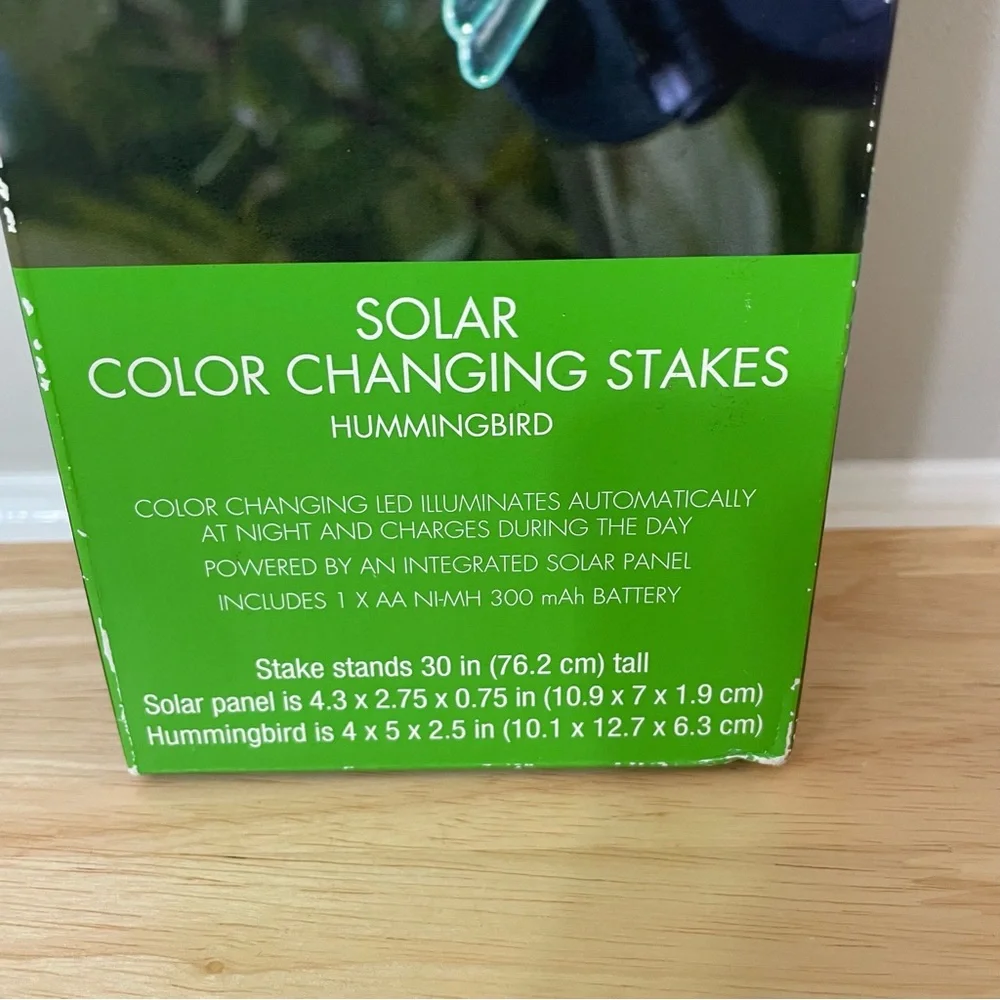 SOLAR
COLOR CHANGING STAKES
HUMMINGBIRD
COLOR CHANGING LED ILLUMINATES AUTOMATICALLY
AT NIGHT AND CHARGES DURING THE DAY
POWERED BY AN INTEGRATED SOLAR PANEL
INCLUDES 1 X AA NI-MH 300 mAh BATTERY
Stake stands 30 in (76.2 cm) tall
Solar panel is 4.3 x 2.75 x 0.75 in (10.9 x 7 x 1.9 cm)
Hummingbird is 4 x 5 x 2.5 in (10.1 x 12.7 x 6.3 cm)